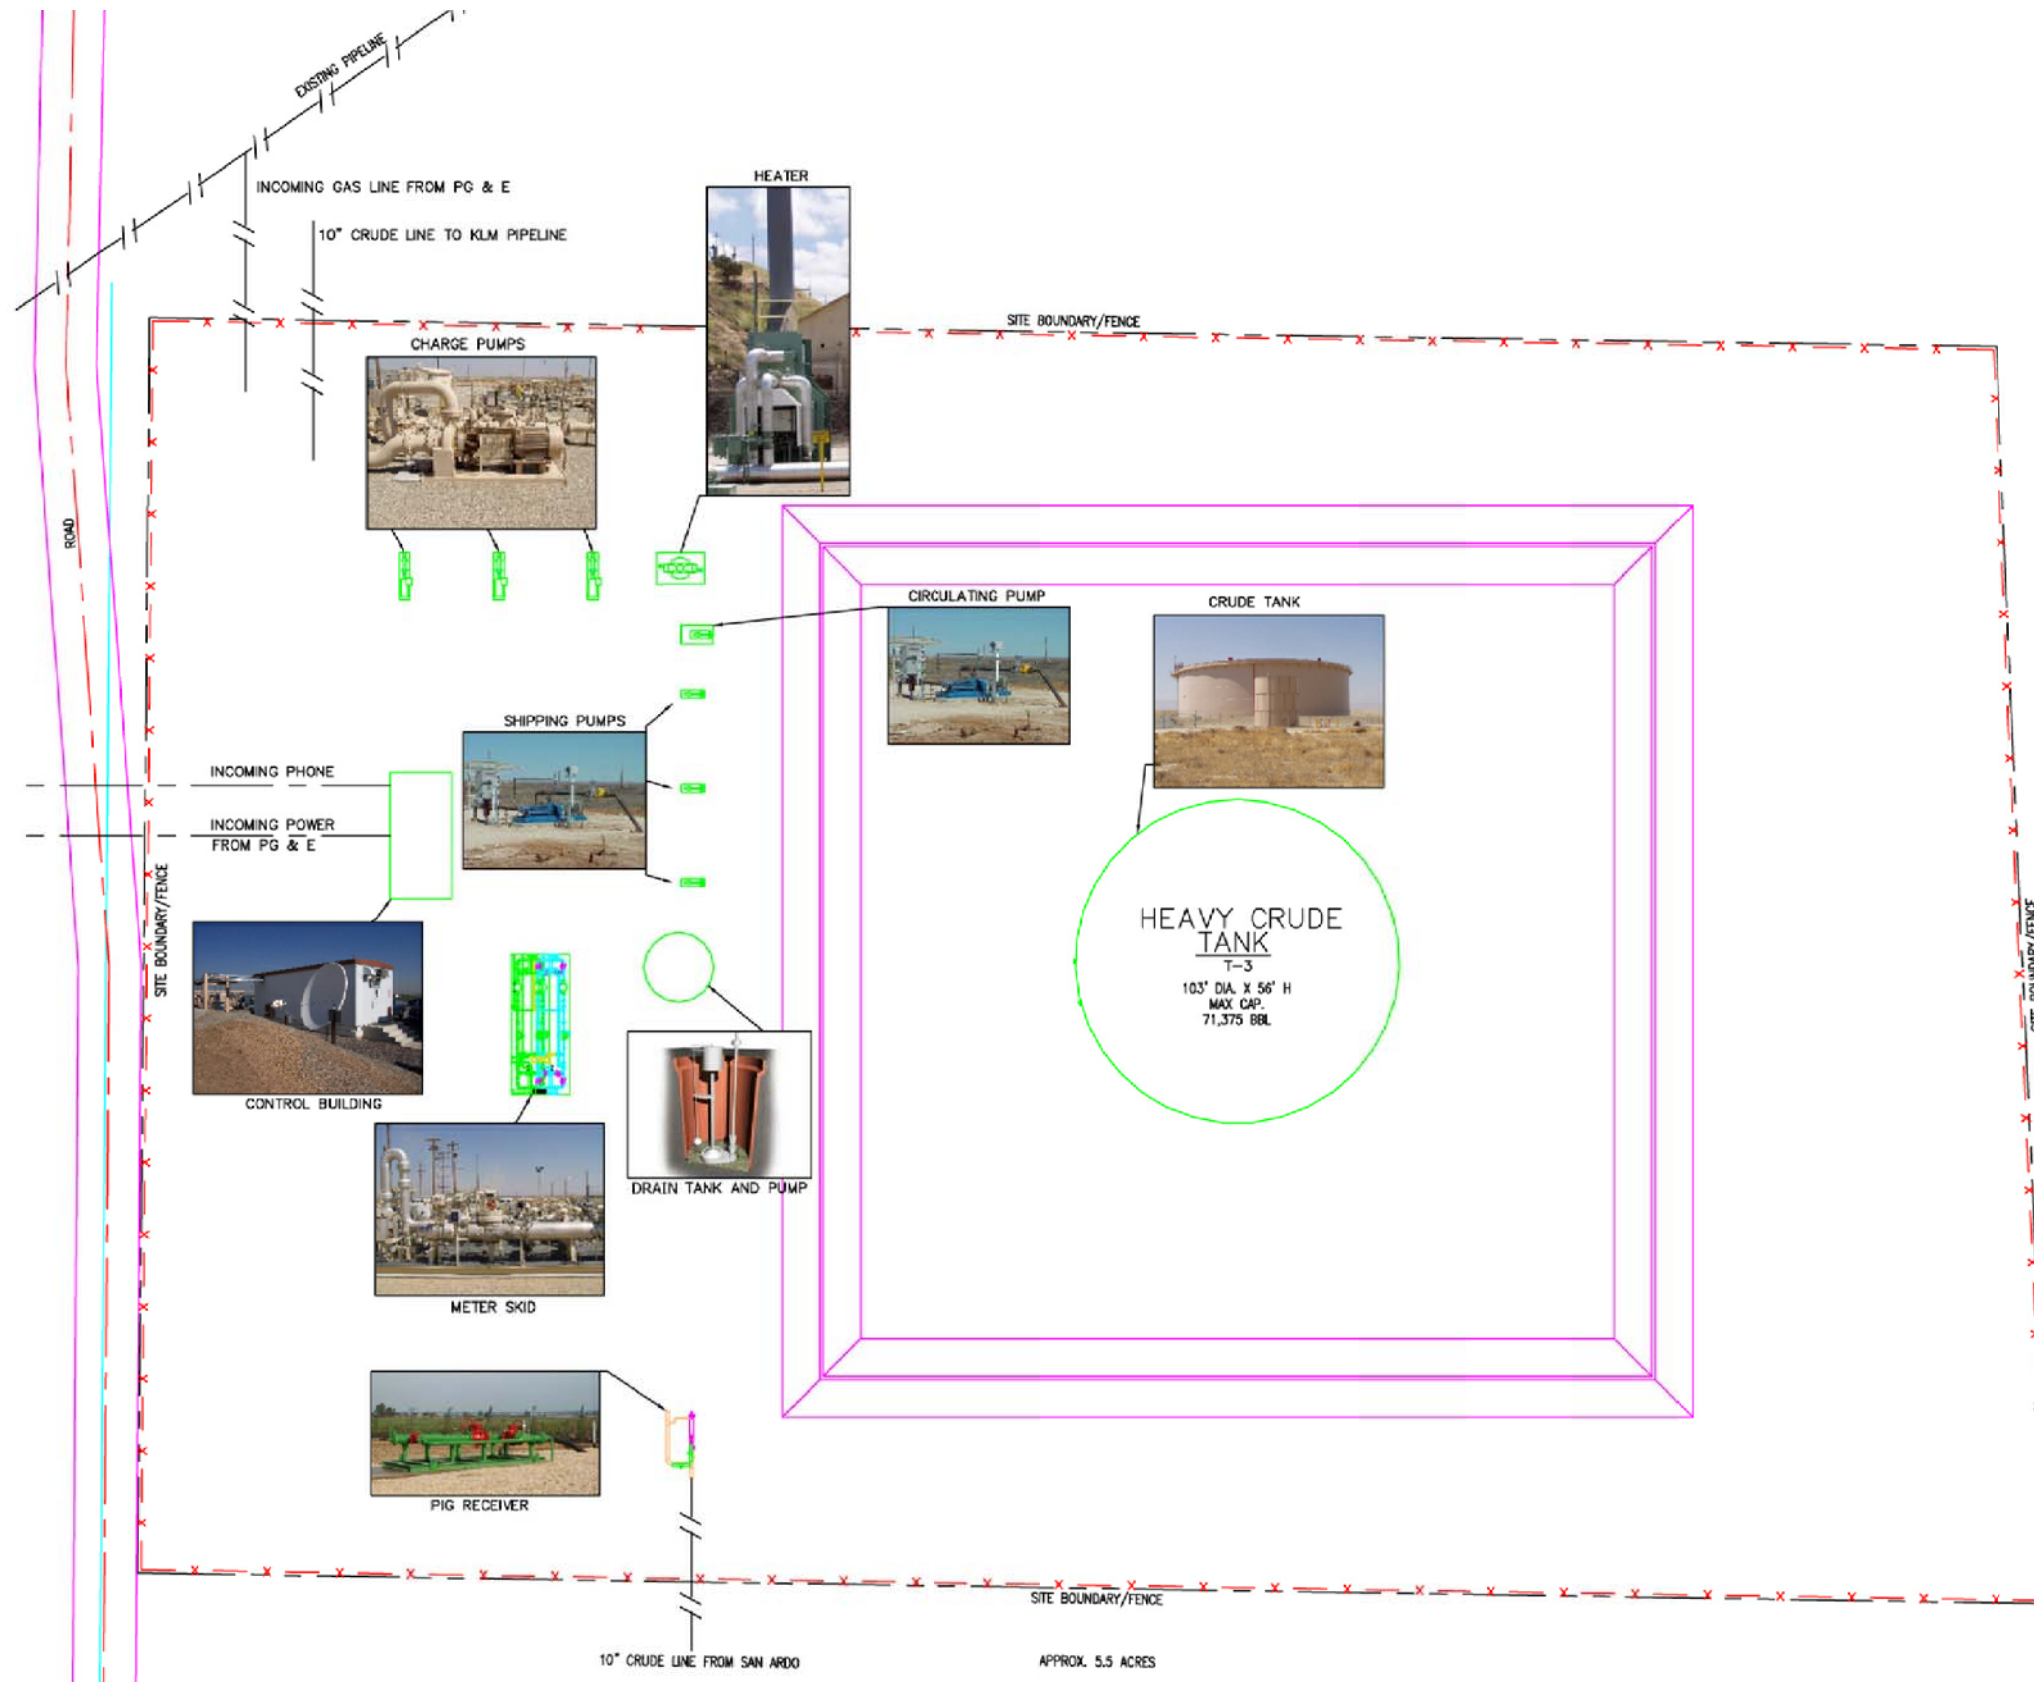 EXISTING PIPELINE
INCOMING GAS LINE FROM PG & E
10" CRUDE LINE TO KLM PIPELINE
HEATER
SITE BOUNDARY/FENCE
CHARGE PUMPS
ROAD
CIRCULATING PUMP
CRUDE TANK
SHIPPING PUMPS
INCOMING PHONE
INCOMING POWER
FROM PG & E
SITE BOUNDARY/FENCE
SITE BOUNDARY/FENCE
HEAVY CRUDE
TANK
T-3
103' DIA. X 56' H
MAX CAP.
71,375 BBL
CONTROL BUILDING
DRAIN TANK AND PUMP
METER SKID
PIG RECEIVER
SITE BOUNDARY/FENCE
10" CRUDE LINE FROM SAN ARDO
APPROX. 5.5 ACRES